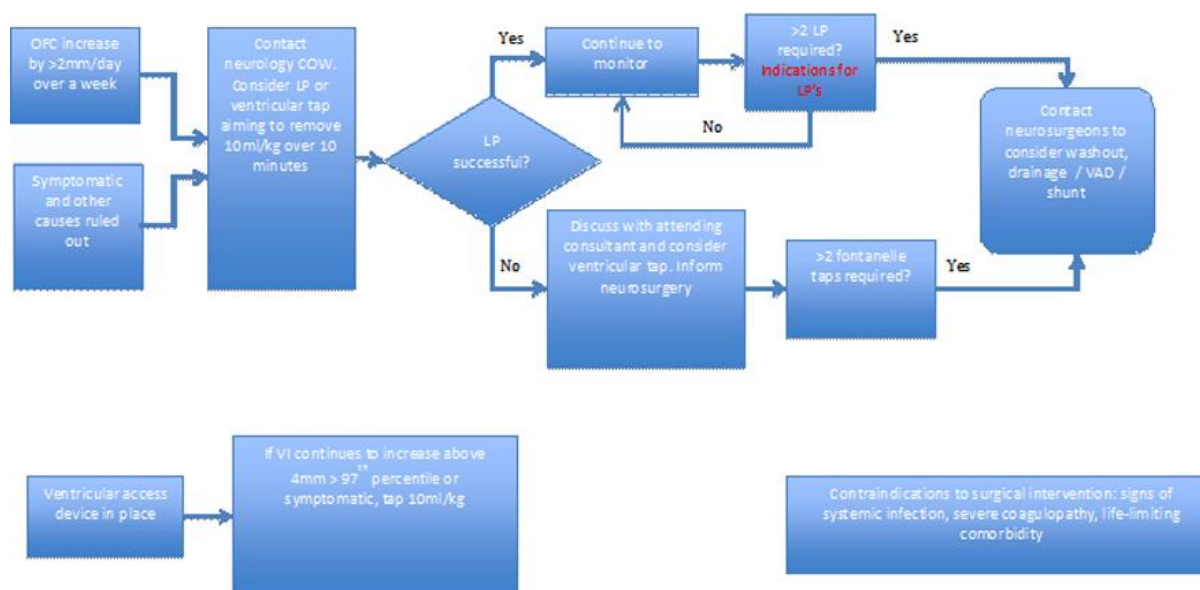 OFC increase
by >2mm/day
over a week
Symptomatic
and other
causes ruled
out
Contact
neurology COW.
Consider LP or
ventricular tap
aiming to remove
10ml/kg over 10
minutes
LP
successful?
Yes
Continue to
monitor
>2 LP
required?
Indications for
LP's
No
Yes
No
Discuss with attending
consultant and consider
ventricular tap. Inform
neurosurgery
>2 fontanelle
taps required?
Yes
Contact
neurosurgeons to
consider washout,
drainage / VAD /
shunt
Ventricular access
device in place
If VI continues to increase above
4mm > 97th percentile or
symptomatic, tap 10ml/kg
Contraindications to surgical intervention: signs of
systemic infection, severe coagulopathy, life-limiting
comorbidity